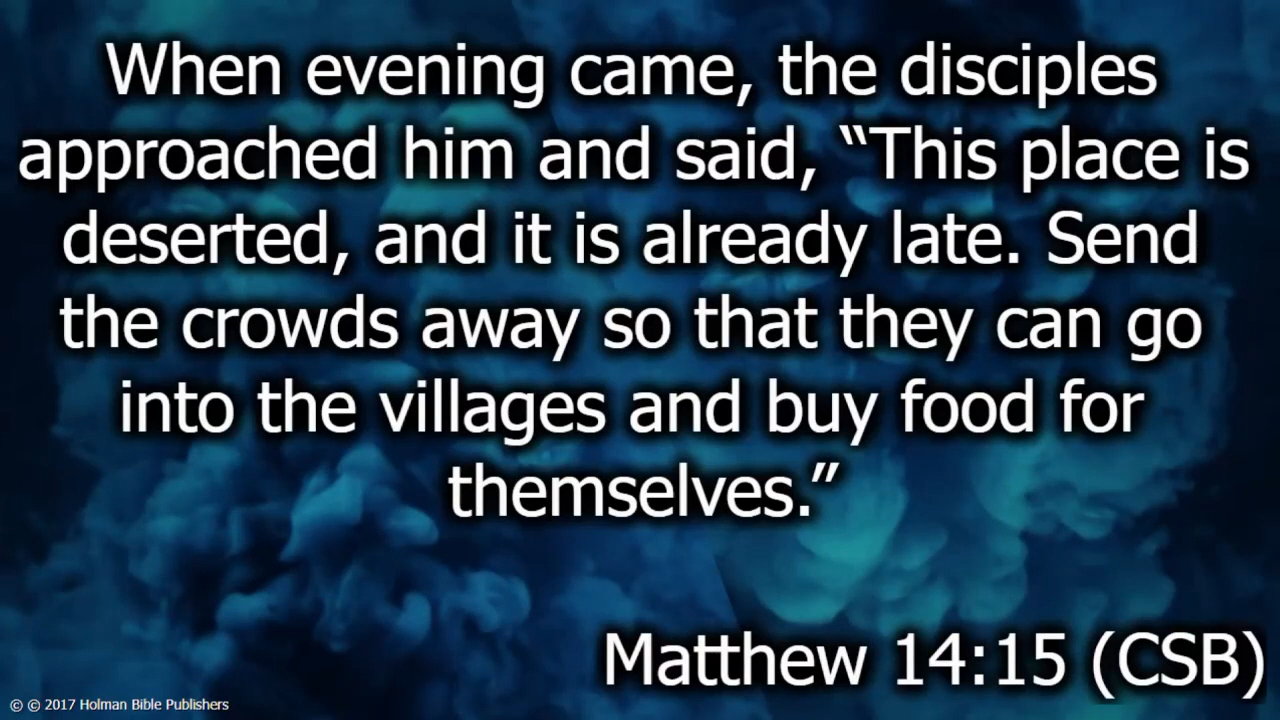 When evening came, the disciples
approached him and said, “This place is
deserted, and it is already late. Send
the crowds away so that they can go
into the villages and buy food for
themselves.”
Matthew 14:15 (CSB)
© © 2017 Holman Bible Publishers